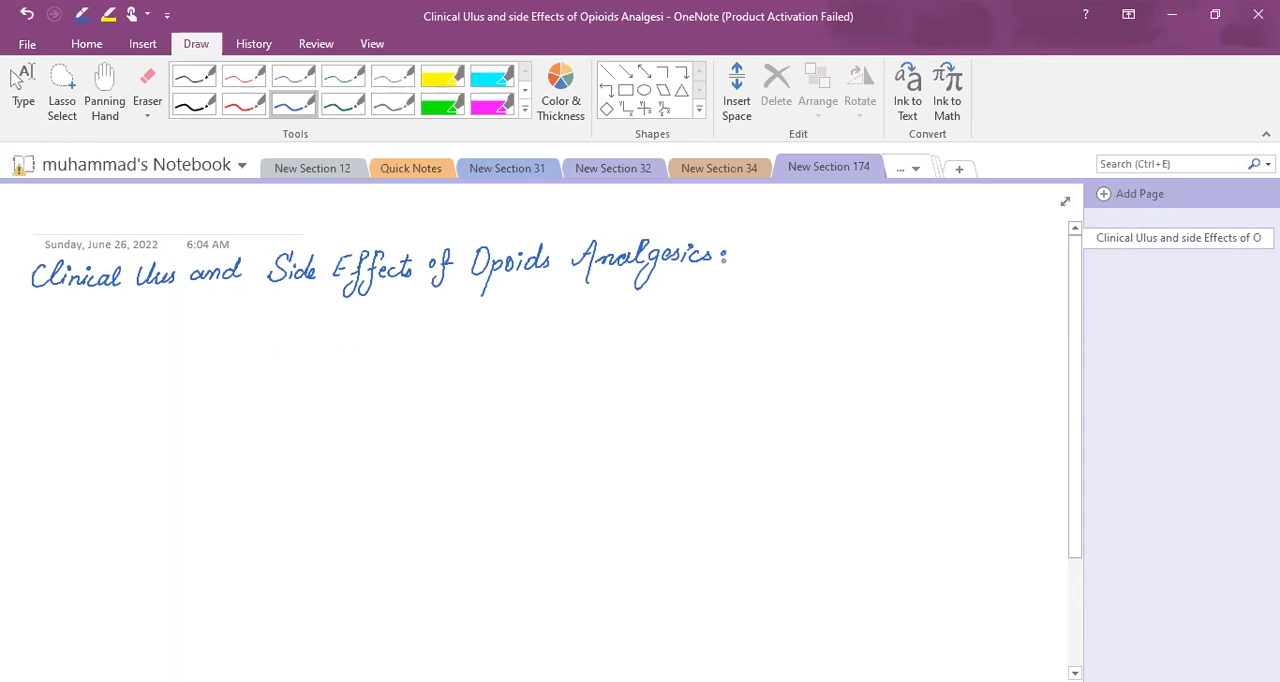 Clinical Ulus and side Effects of Opioids Analgesi - OneNote (Product Activation Failed)
?
File Home Insert Draw History Review View
Type Lasso Select Panning Hand Eraser Color & Thickness Insert Space Delete Arrange Rotate Ink to Text Ink to Math
Tools Shapes Edit Convert
muhammad's Notebook New Section 12 Quick Notes New Section 31 New Section 32 New Section 34 New Section 174 ... Search (Ctrl+E)
Add Page
Clinical Ulus and side Effects of O
Sunday, June 26, 2022 6:04 AM
Clinical Uses and Side Effects of Opoids Analgesics: